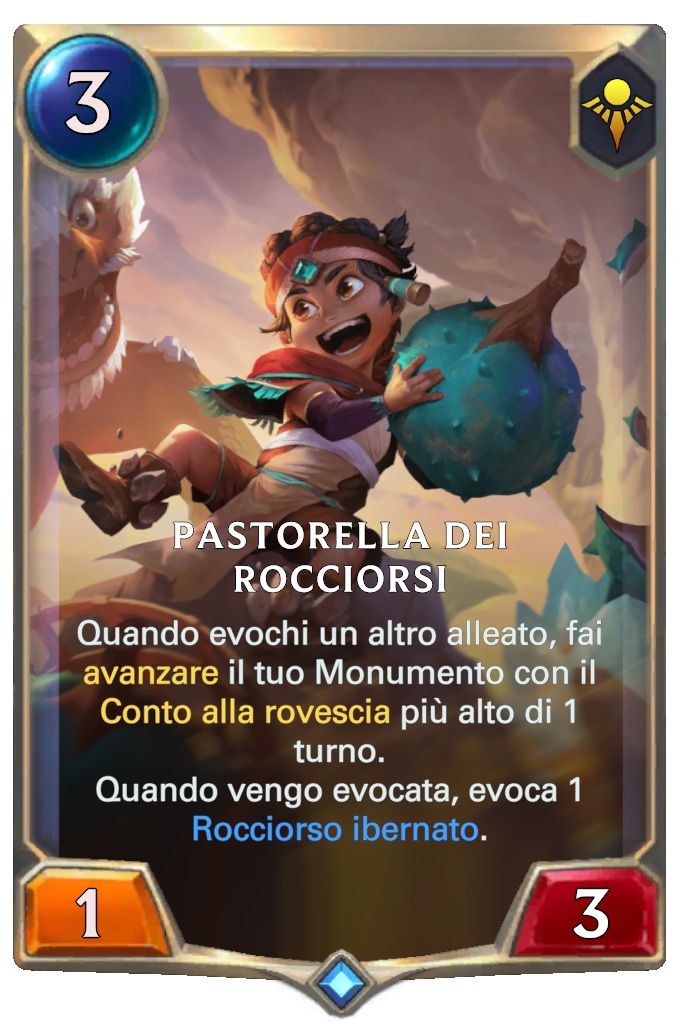 3
PASTORELLA DEI
ROCCIORSI
Quando evochi un altro alleato, fai
avanzare il tuo Monumento con il
Conto alla rovescia più alto di 1
turno.
Quando vengo evocata, evoca 1
Rocciorso ibernato.
1
3